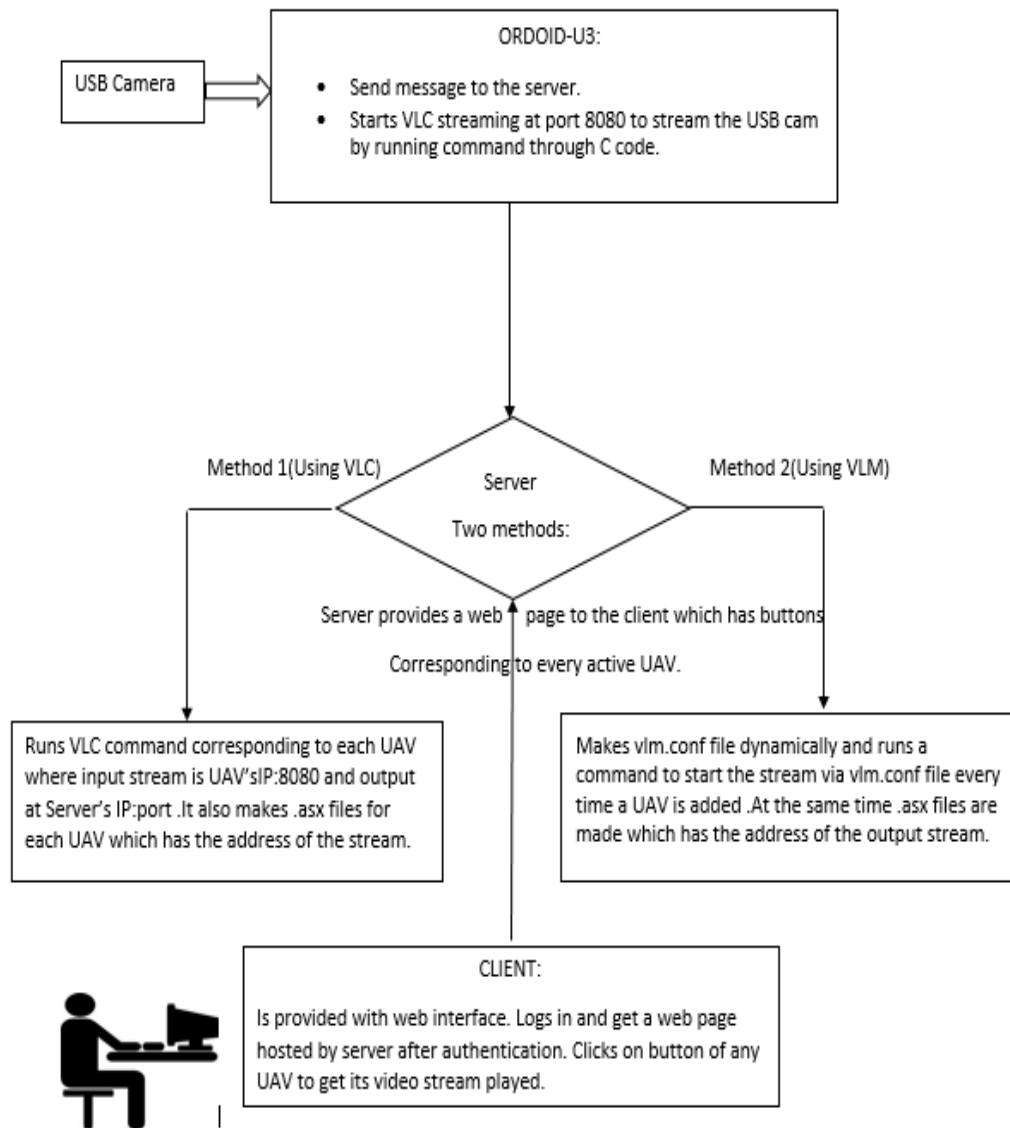 ORDOID-U3:
USB Camera
• Send message to the server.
• Starts VLC streaming at port 8080 to stream the USB cam
by running command through C code.
Method 1(Using VLC)
Method 2(Using VLM)
Server
Two methods:
Server provides a web page to the client which has buttons
Corresponding to every active UAV.
Runs VLC command corresponding to each UAV
where input stream is UAV'sIP:8080 and output
at Server's IP:port .It also makes .asx files for
each UAV which has the address of the stream.
Makes vlm.conf file dynamically and runs a
command to start the stream via vlm.conf file every
time a UAV is added .At the same time .asx files are
made which has the address of the output stream.
CLIENT:
Is provided with web interface. Logs in and get a web page
hosted by server after authentication. Clicks on button of any
UAV to get its video stream played.